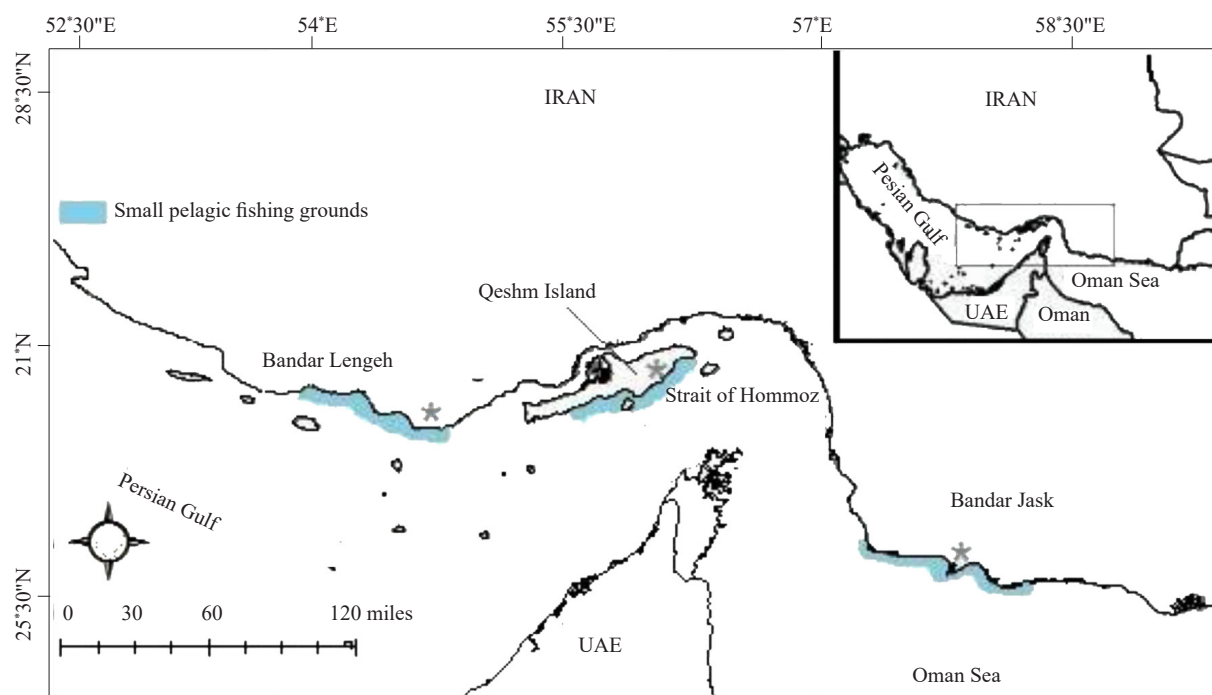 52°30"E
54°E
55°30"E
57°E
58°30"E
28°30"N
IRAN
IRAN
Pesian Gulf
Small pelagic fishing grounds
Oman Sea
Qeshm Island
UAE
Oman
21°N
Bandar Lengeh
Strait of Hommoz
Persian Gulf
Bandar Jask
25°30"N
0 30 60 120 miles
UAE
Oman Sea